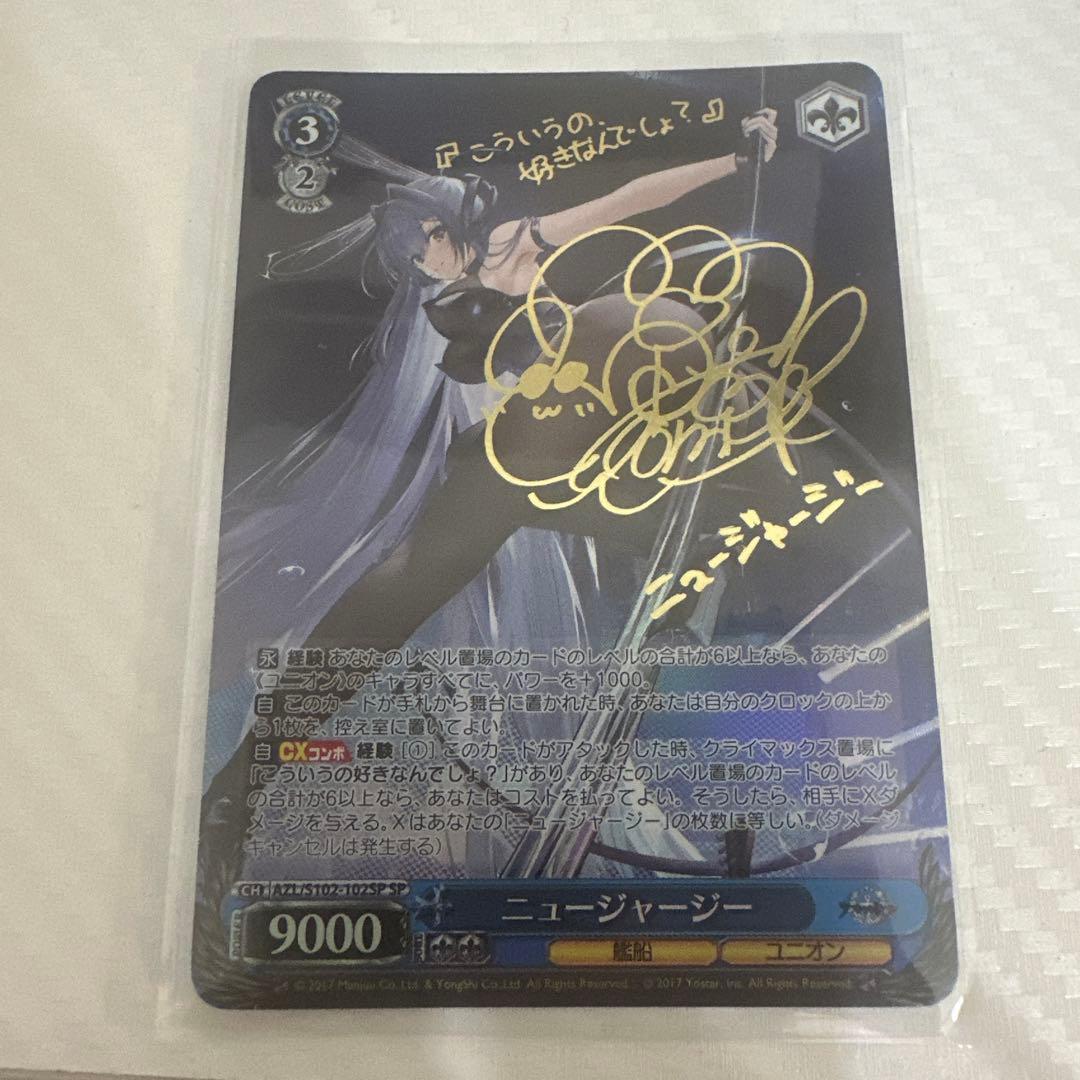 LEVEL
3
2
COST
『こういうの、
好きなんでしょ?』
ニュージャージー
永 経験 あなたのレベル置場のカードのレベルの合計が6以上なら、あなたの
《ユニオン》のキャラすべてに、パワーを+1000。
自 このカードが手札から舞台に置かれた時、あなたは自分のクロックの上か
ら1枚を、控え室に置いてよい。
自 CXコンボ 経験 [①] このカードがアタックした時、クライマックス置場に
「こういうの好きなんでしょ?」があり、あなたのレベル置場のカードのレベル
の合計が6以上なら、あなたはコストを払ってよい。そうしたら、相手にXダ
メージを与える。Xはあなたの「ニュージャージー」の枚数に等しい。(ダメージ
キャンセルは発生する)
CH AZL/S102-102SP SP
POWER 9000 ニュージャージー
艦船 ユニオン
© 2017 Manjuu Co.,Ltd. & YongShi Co.,Ltd. All Rights Reserved. © 2017 Yostar, Inc. All Rights Reserved.